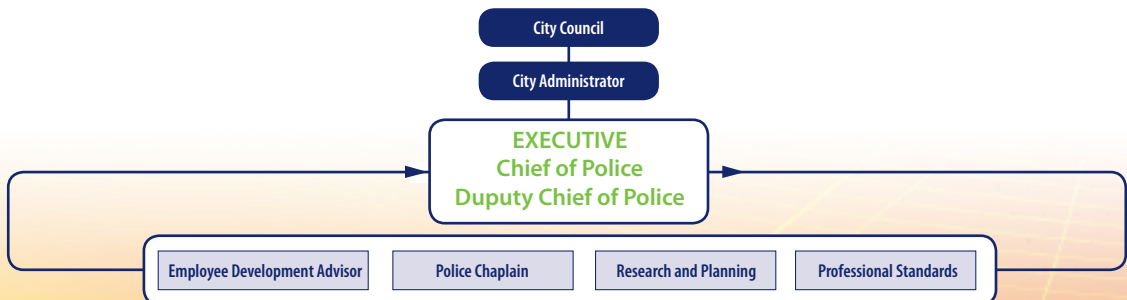 City Council
City Administrator
EXECUTIVE
Chief of Police
Duputy Chief of Police
Employee Development Advisor
Police Chaplain
Research and Planning
Professional Standards